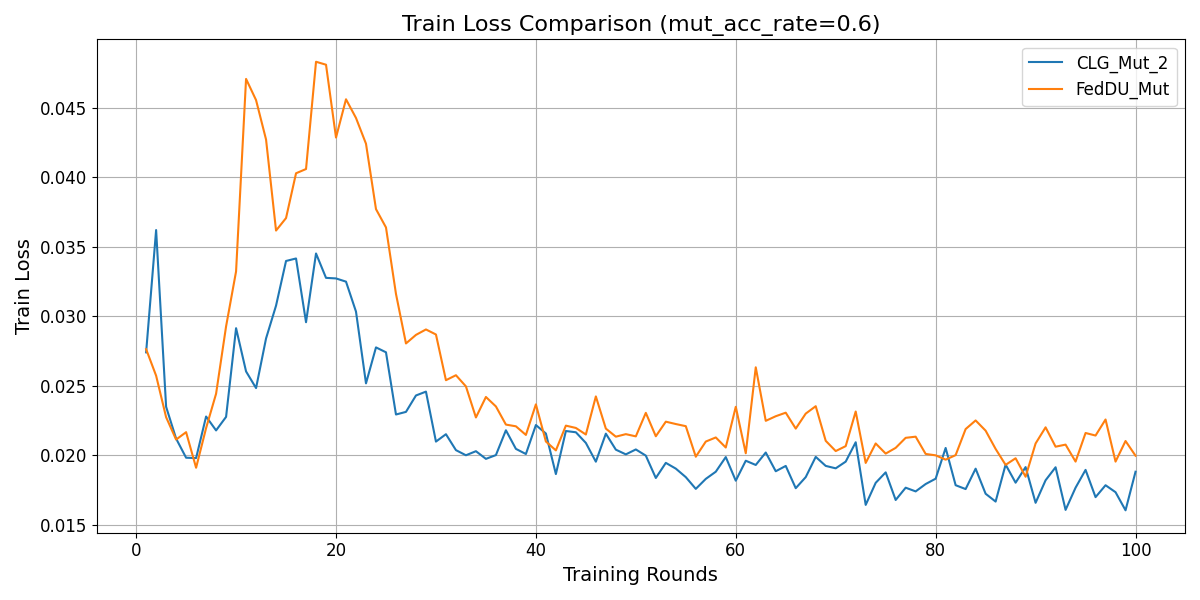 Train Loss Comparison (mut_acc_rate=0.6)
CLG_Mut_2
FedDU_Mut
Train Loss
0.045
0.040
0.035
0.030
0.025
0.020
0.015
0 20 40 60 80 100
Training Rounds